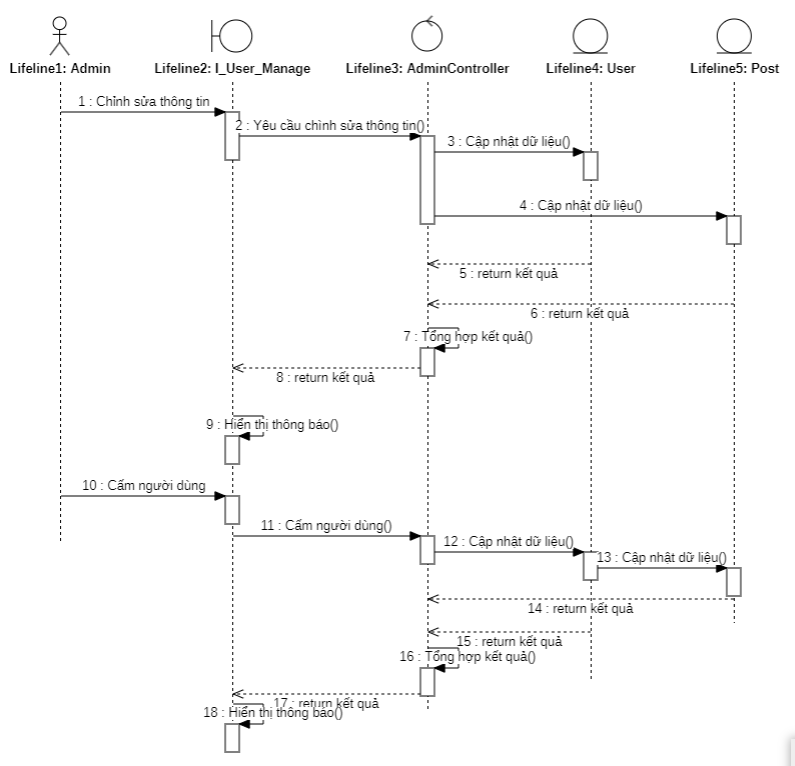 Lifeline1: Admin
Lifeline2: I_User_Manage
Lifeline3: AdminController
Lifeline4: User
Lifeline5: Post
1 : Chỉnh sửa thông tin
2 : Yêu cầu chỉnh sửa thông tin()
3 : Cập nhật dữ liệu()
4 : Cập nhật dữ liệu()
5 : return kết quả
6 : return kết quả
7 : Tổng hợp kết quả()
8 : return kết quả
9 : Hiển thị thông báo()
10 : Cấm người dùng
11 : Cấm người dùng()
12 : Cập nhật dữ liệu()
13 : Cập nhật dữ liệu()
14 : return kết quả
15 : return kết quả
16 : Tổng hợp kết quả()
17 : return kết quả
18 : Hiển thị thông báo()